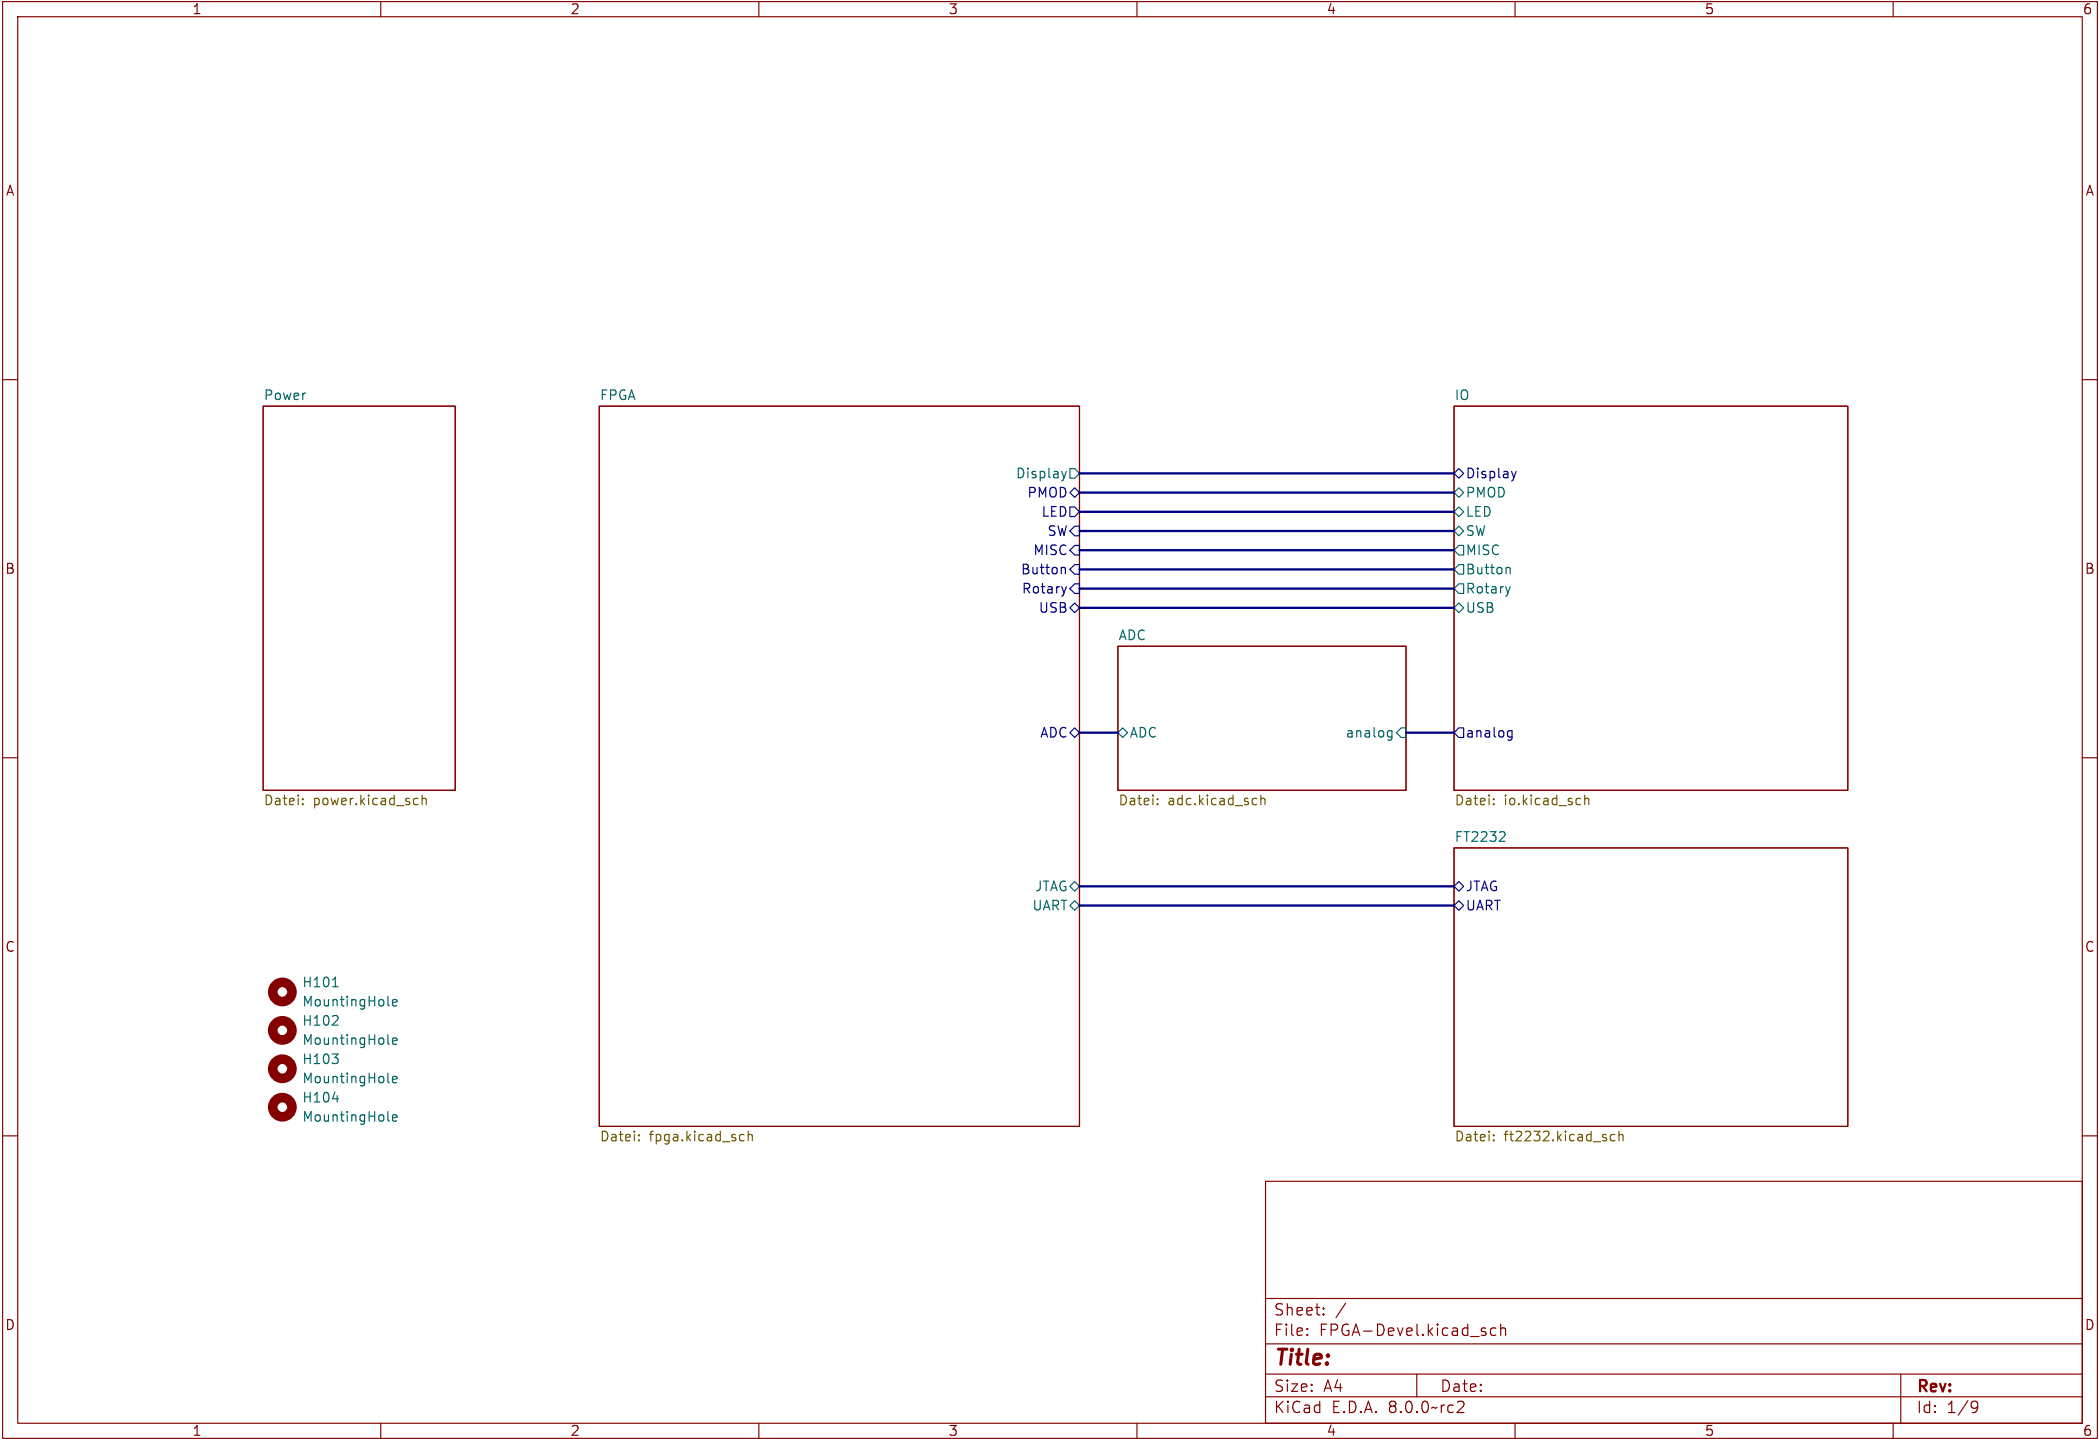 1 2 3 4 5 6
A A
Power FPGA IO
Display Display
PMOD PMOD
LED LED
SW SW
MISC MISC
B B
Button Button
Rotary Rotary
USB USB
ADC
ADC ADC analog analog
Datei: power.kicad_sch Datei: adc.kicad_sch Datei: io.kicad_sch
FT2232
JTAG JTAG
UART UART
C C
H101
MountingHole
H102
MountingHole
H103
MountingHole
H104
MountingHole
Datei: fpga.kicad_sch Datei: ft2232.kicad_sch
Sheet: /
D D
File: FPGA-Devel.kicad_sch
Title:
Size: A4 Date: Rev:
KiCad E.D.A. 8.0.0~rc2 Id: 1/9
1 2 3 4 5 6